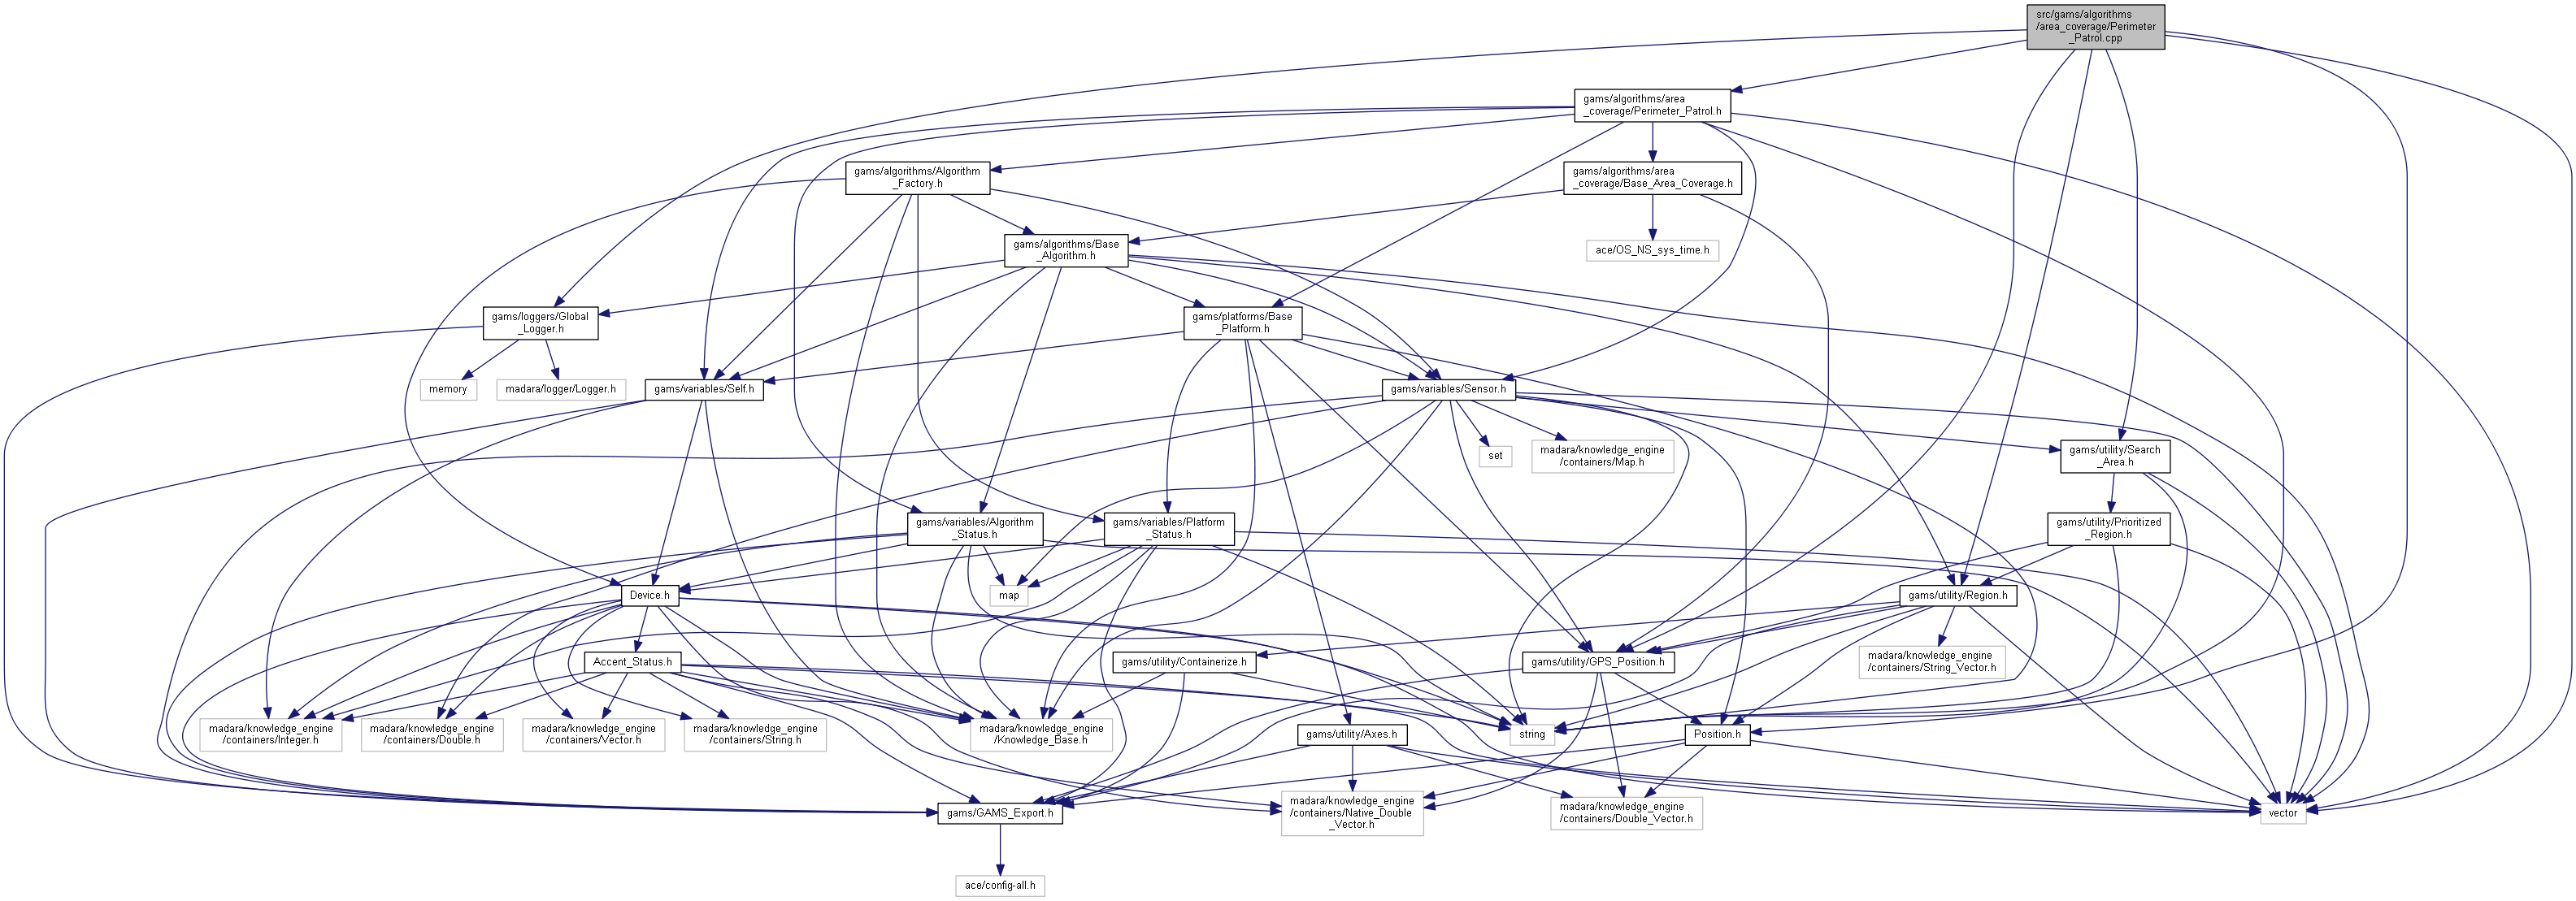 src/gams/algorithms
/area_coverage/Perimeter
_Patrol.cpp
gams/algorithms/area
_coverage/Perimeter_Patrol.h
gams/algorithms/Algorithm
_Factory.h
gams/algorithms/area
_coverage/Base_Area_Coverage.h
gams/algorithms/Base
_Algorithm.h
ace/OS_NS_sys_time.h
gams/loggers/Global
_Logger.h
gams/platforms/Base
_Platform.h
memory
madara/logger/Logger.h
gams/variables/Self.h
gams/variables/Sensor.h
set
madara/knowledge_engine
/containers/Map.h
gams/utility/Search
_Area.h
gams/variables/Algorithm
_Status.h
gams/variables/Platform
_Status.h
gams/utility/Prioritized
_Region.h
Device.h
map
gams/utility/Region.h
Accent_Status.h
gams/utility/Containerize.h
gams/utility/GPS_Position.h
madara/knowledge_engine
/containers/String_Vector.h
madara/knowledge_engine
/containers/Integer.h
madara/knowledge_engine
/containers/Double.h
madara/knowledge_engine
/containers/Vector.h
madara/knowledge_engine
/containers/String.h
madara/knowledge_engine
/Knowledge_Base.h
gams/utility/Axes.h
string
Position.h
gams/GAMS_Export.h
madara/knowledge_engine
/containers/Native_Double
_Vector.h
madara/knowledge_engine
/containers/Double_Vector.h
vector
ace/config-all.h